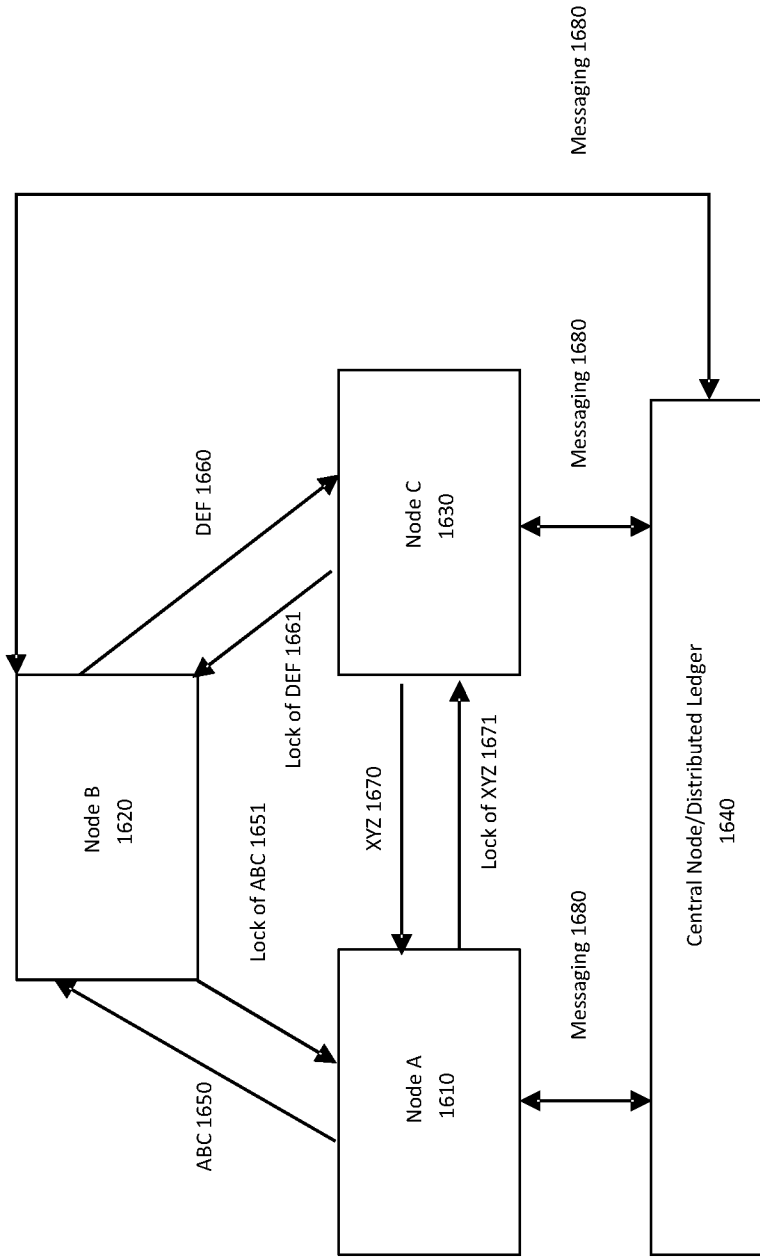 Node B
1620
ABC 1650
Lock of ABC 1651
Lock of DEF 1661
DEF 1660
Node A
1610
XYZ 1670
Lock of XYZ 1671
Node C
1630
Messaging 1680
Messaging 1680
Messaging 1680
Central Node/Distributed Ledger
1640